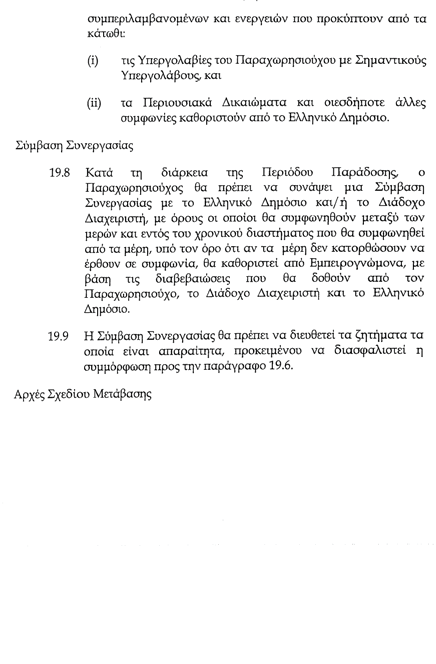 συμπεριλαμβανομένων και ενεργειών που προκύπτουν από τα
κάτωθι:
(i) τις Υπεργολαβίες του Παραχωρησιούχου με Σημαντικούς
Υπεργολάβους, και
(ii) τα Περιουσιακά Δικαιώματα και οιεσδήποτε άλλες
συμφωνίες καθοριστούν από το Ελληνικό Δημόσιο.
Σύμβαση Συνεργασίας
19.8 Κατά τη διάρκεια της Περιόδου Παράδοσης, ο
Παραχωρησιούχος θα πρέπει να συνάψει μια Σύμβαση
Συνεργασίας με το Ελληνικό Δημόσιο και/ή το Διάδοχο
Διαχειριστή, με όρους οι οποίοι θα συμφωνηθούν μεταξύ των
μερών και εντός του χρονικού διαστήματος που θα συμφωνηθεί
από τα μέρη, υπό τον όρο ότι αν τα μέρη δεν κατορθώσουν να
έρθουν σε συμφωνία, θα καθοριστεί από Εμπειρογνώμονα, με
βάση τις διαβεβαιώσεις που θα δοθούν από τον
Παραχωρησιούχο, το Διάδοχο Διαχειριστή και το Ελληνικό
Δημόσιο.
19.9 Η Σύμβαση Συνεργασίας θα πρέπει να διευθετεί τα ζητήματα τα
οποία είναι απαραίτητα, προκειμένου να διασφαλιστεί η
συμμόρφωση προς την παράγραφο 19.6.
Αρχές Σχεδίου Μετάβασης